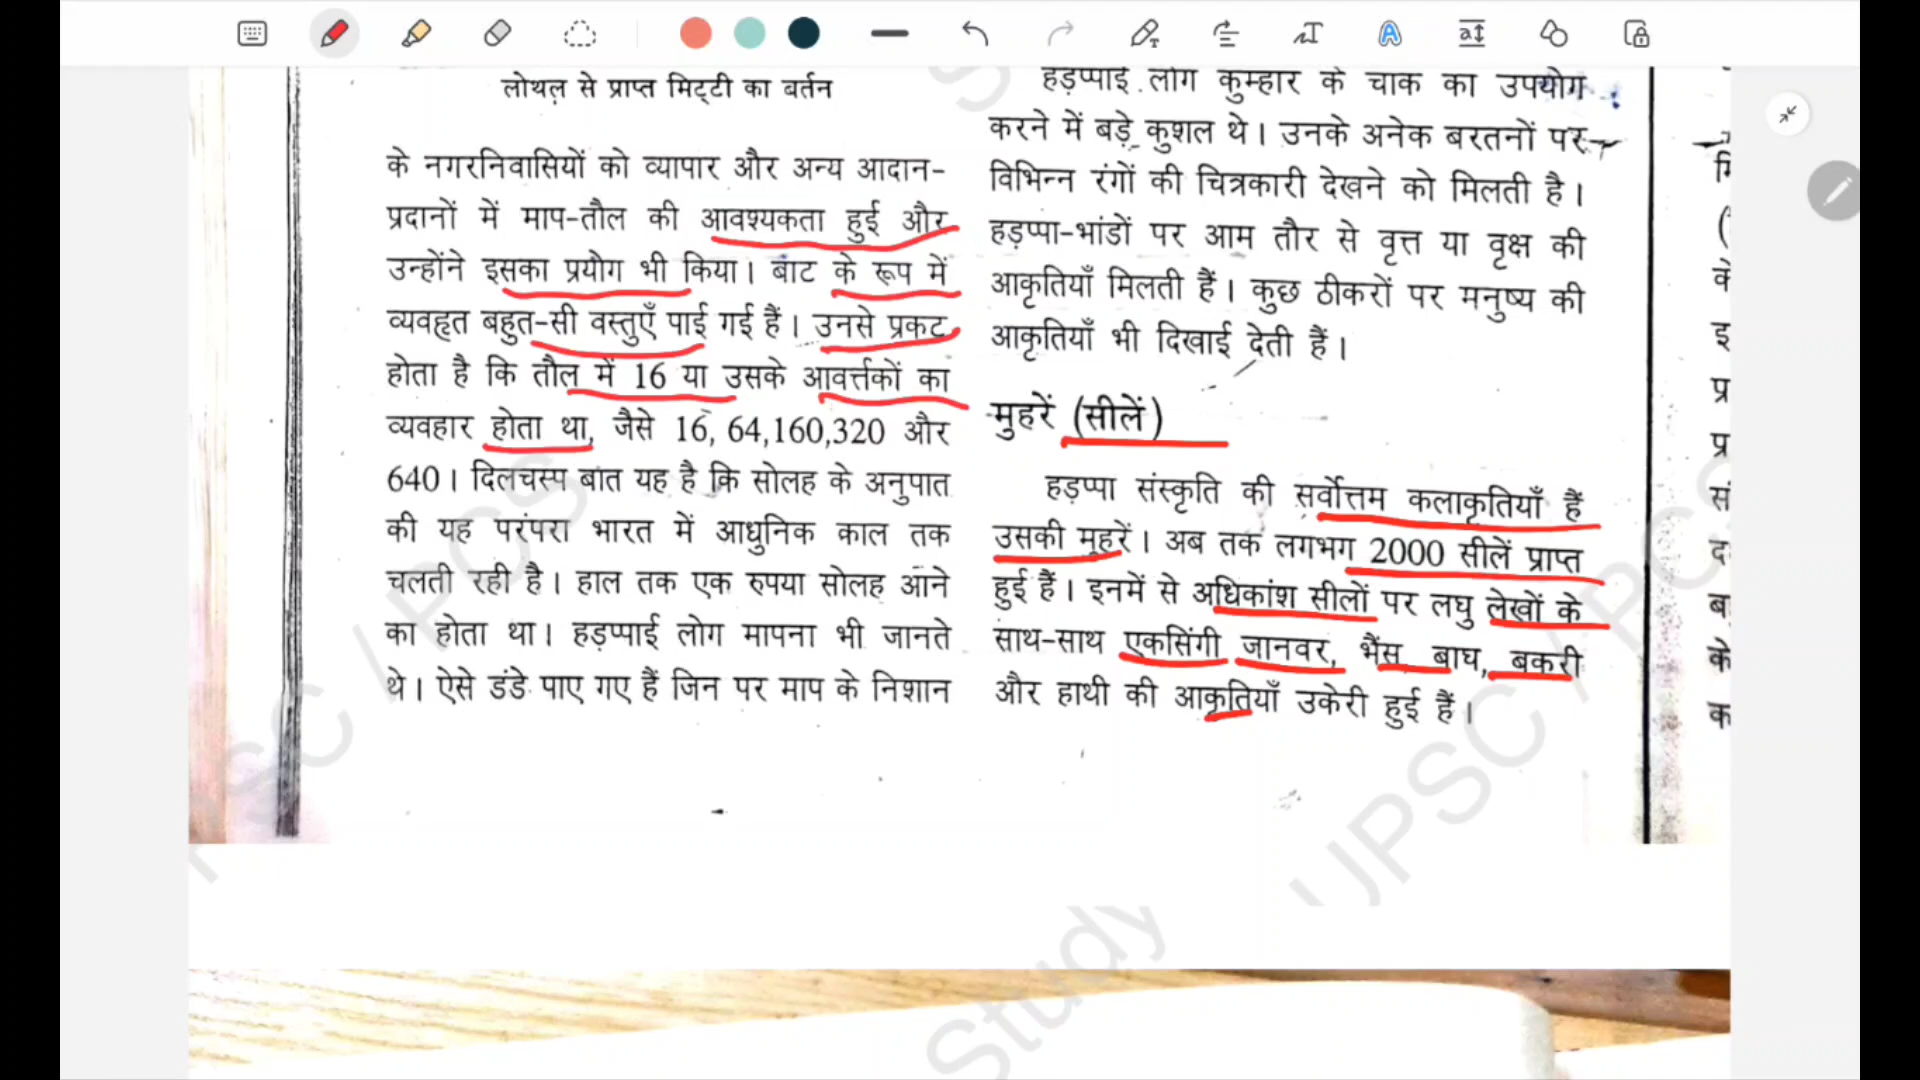 लोथल से प्राप्त मिट्टी का बर्तन
के नगरनिवासियों को व्यापार और अन्य आदान-
प्रदानों में माप-तौल की आवश्यकता हुई और
उन्होंने इसका प्रयोग भी किया। बाट के रूप में
व्यवहृत बहुत-सी वस्तुएँ पाई गई हैं। उनसे प्रकट
होता है कि तौल में 16 या उसके आवर्त्तकों का
व्यवहार होता था, जैसे 16, 64,160,320 और
640। दिलचस्प बात यह है कि सोलह के अनुपात
की यह परंपरा भारत में आधुनिक काल तक
चलती रही है। हाल तक एक रुपया सोलह आने
का होता था। हड़प्पाई लोग मापना भी जानते
थे। ऐसे डंडे पाए गए हैं जिन पर माप के निशान
हड़प्पाई लोग कुम्हार के चाक का उपयोग
करने में बड़े कुशल थे। उनके अनेक बरतनों पर
विभिन्न रंगों की चित्रकारी देखने को मिलती है।
हड़प्पा-भांडों पर आम तौर से वृत्त या वृक्ष की
आकृतियाँ मिलती हैं। कुछ ठीकरों पर मनुष्य की
आकृतियाँ भी दिखाई देती हैं।
मुहरें (सीलें)
हड़प्पा संस्कृति की सर्वोत्तम कलाकृतियाँ हैं
उसकी मुहरें। अब तक लगभग 2000 सीलें प्राप्त
हुई हैं। इनमें से अधिकांश सीलों पर लघु लेखों के
साथ-साथ एकसिंगी जानवर, भैंस, बाघ, बकरी
और हाथी की आकृतियाँ उकेरी हुई हैं।
SC / PCS
UPSC / PCS
Study